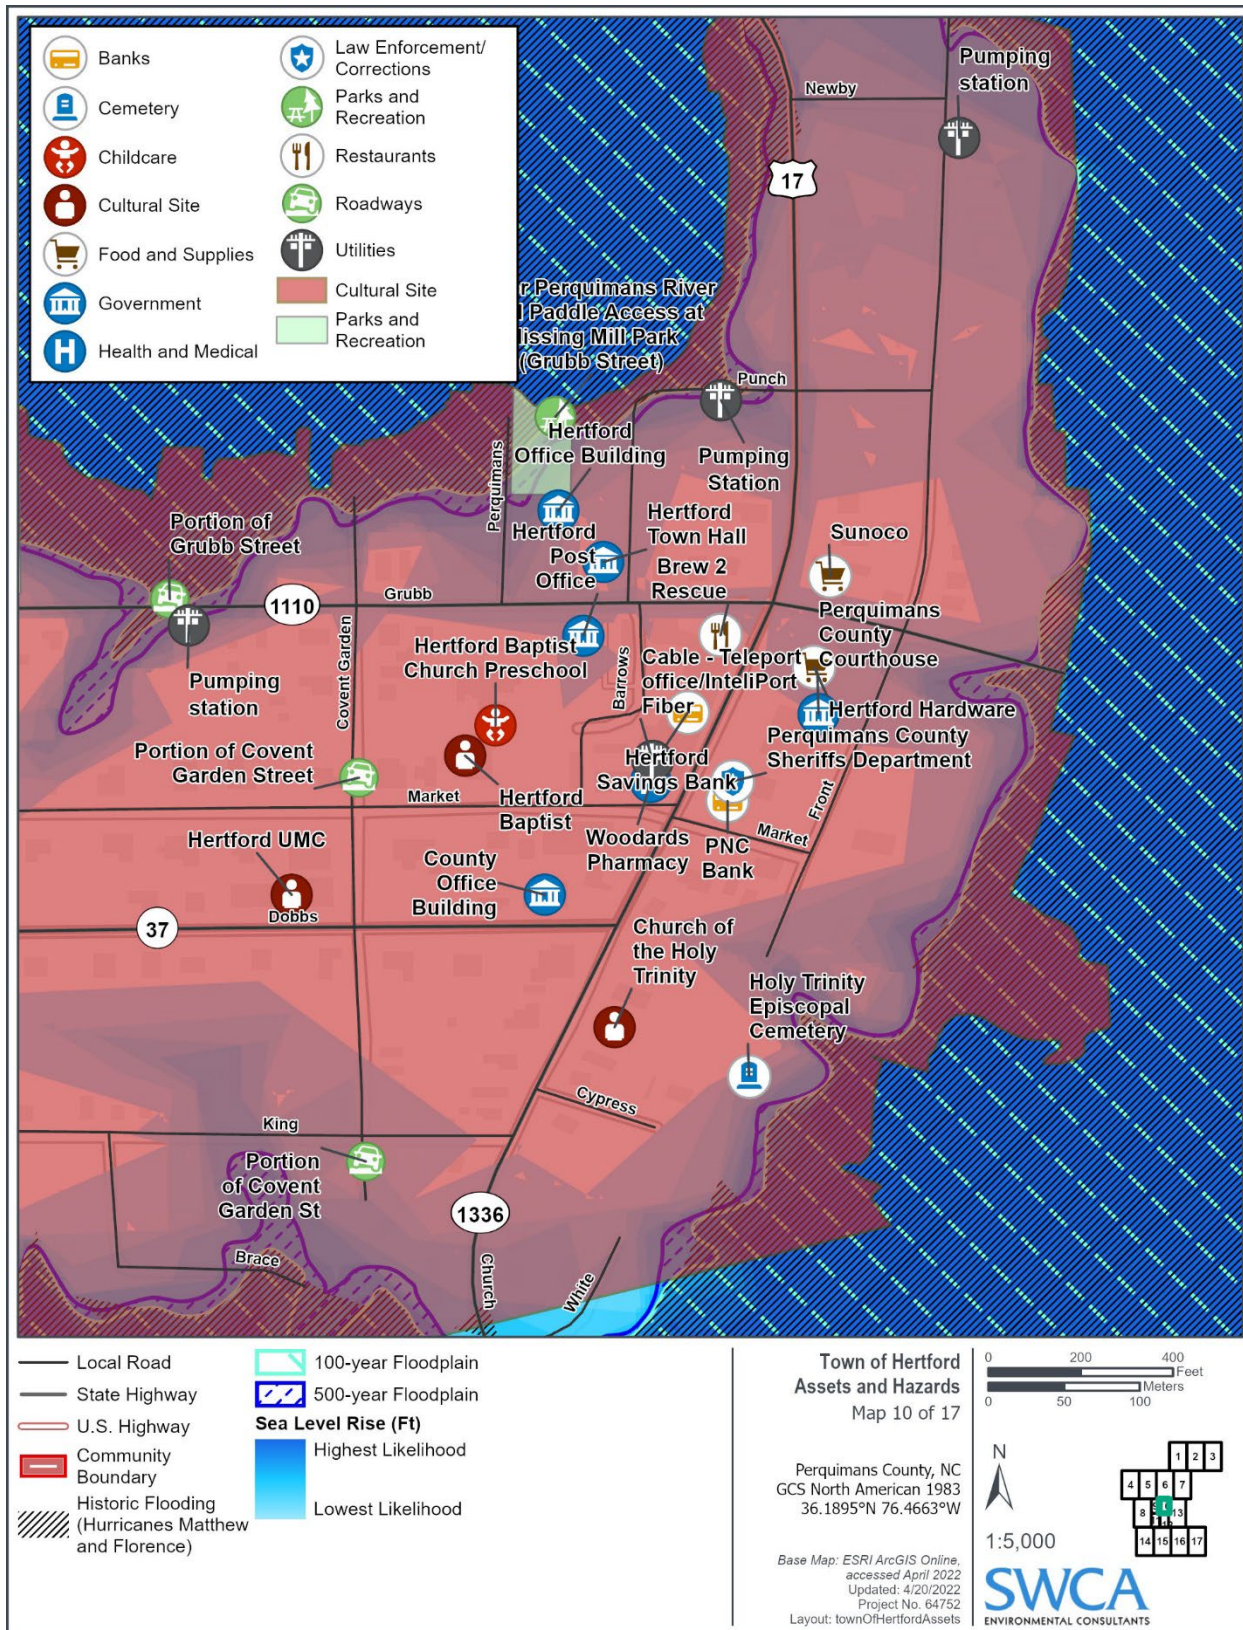 Banks
Cemetery
Childcare
Cultural Site
Food and Supplies
Government
H
Health and Medical
Law Enforcement/
Corrections
Parks and
Recreation
Restaurants
Roadways
Utilities
Cultural Site
Parks and
Recreation
Pumping
station
Newby
17
r Perquimans River
Paddle Access at
lissing Mill Park
(Grubb Street)
Punch
Hertford
Office Building
Perquimans
Pumping
Station
Portion of
Grubb Street
Hertford
Post
Office
Hertford
Town Hall
Brew 2
Rescue
Sunoco
1110
Grubb
Perquimans
County
Courthouse
Hertford Baptist
Church Preschool
Barrows
Cable - Teleport
office/InteliPort
Fiber
Pumping
station
Covent Garden
Hertford Hardware
Perquimans County
Sheriffs Department
Portion of Covent
Garden Street
Hertford
Savings Bank
Market
Hertford
Baptist
Front
Market
Woodards
Pharmacy
PNC
Bank
Hertford UMC
County
Office
Building
Dobbs
37
Church of
the Holy
Trinity
Holy Trinity
Episcopal
Cemetery
Cypress
King
Portion
of Covent
Garden St
1336
Brace
Church
White
Local Road
State Highway
U.S. Highway
Community
Boundary
Historic Flooding
(Hurricanes Matthew
and Florence)
100-year Floodplain
500-year Floodplain
Sea Level Rise (Ft)
Highest Likelihood
Lowest Likelihood
Town of Hertford
Assets and Hazards
Map 10 of 17
Perquimans County, NC
GCS North American 1983
36.1895°N 76.4663°W
Base Map: ESRI ArcGIS Online,
accessed April 2022
Updated: 4/20/2022
Project No. 64752
Layout: townOfHertfordAssets
0 200 400
Feet
Meters
0 50 100
N
1:5,000
1 2 3
4 5 6 7
8 13
14 15 16 17
SWCA
ENVIRONMENTAL CONSULTANTS